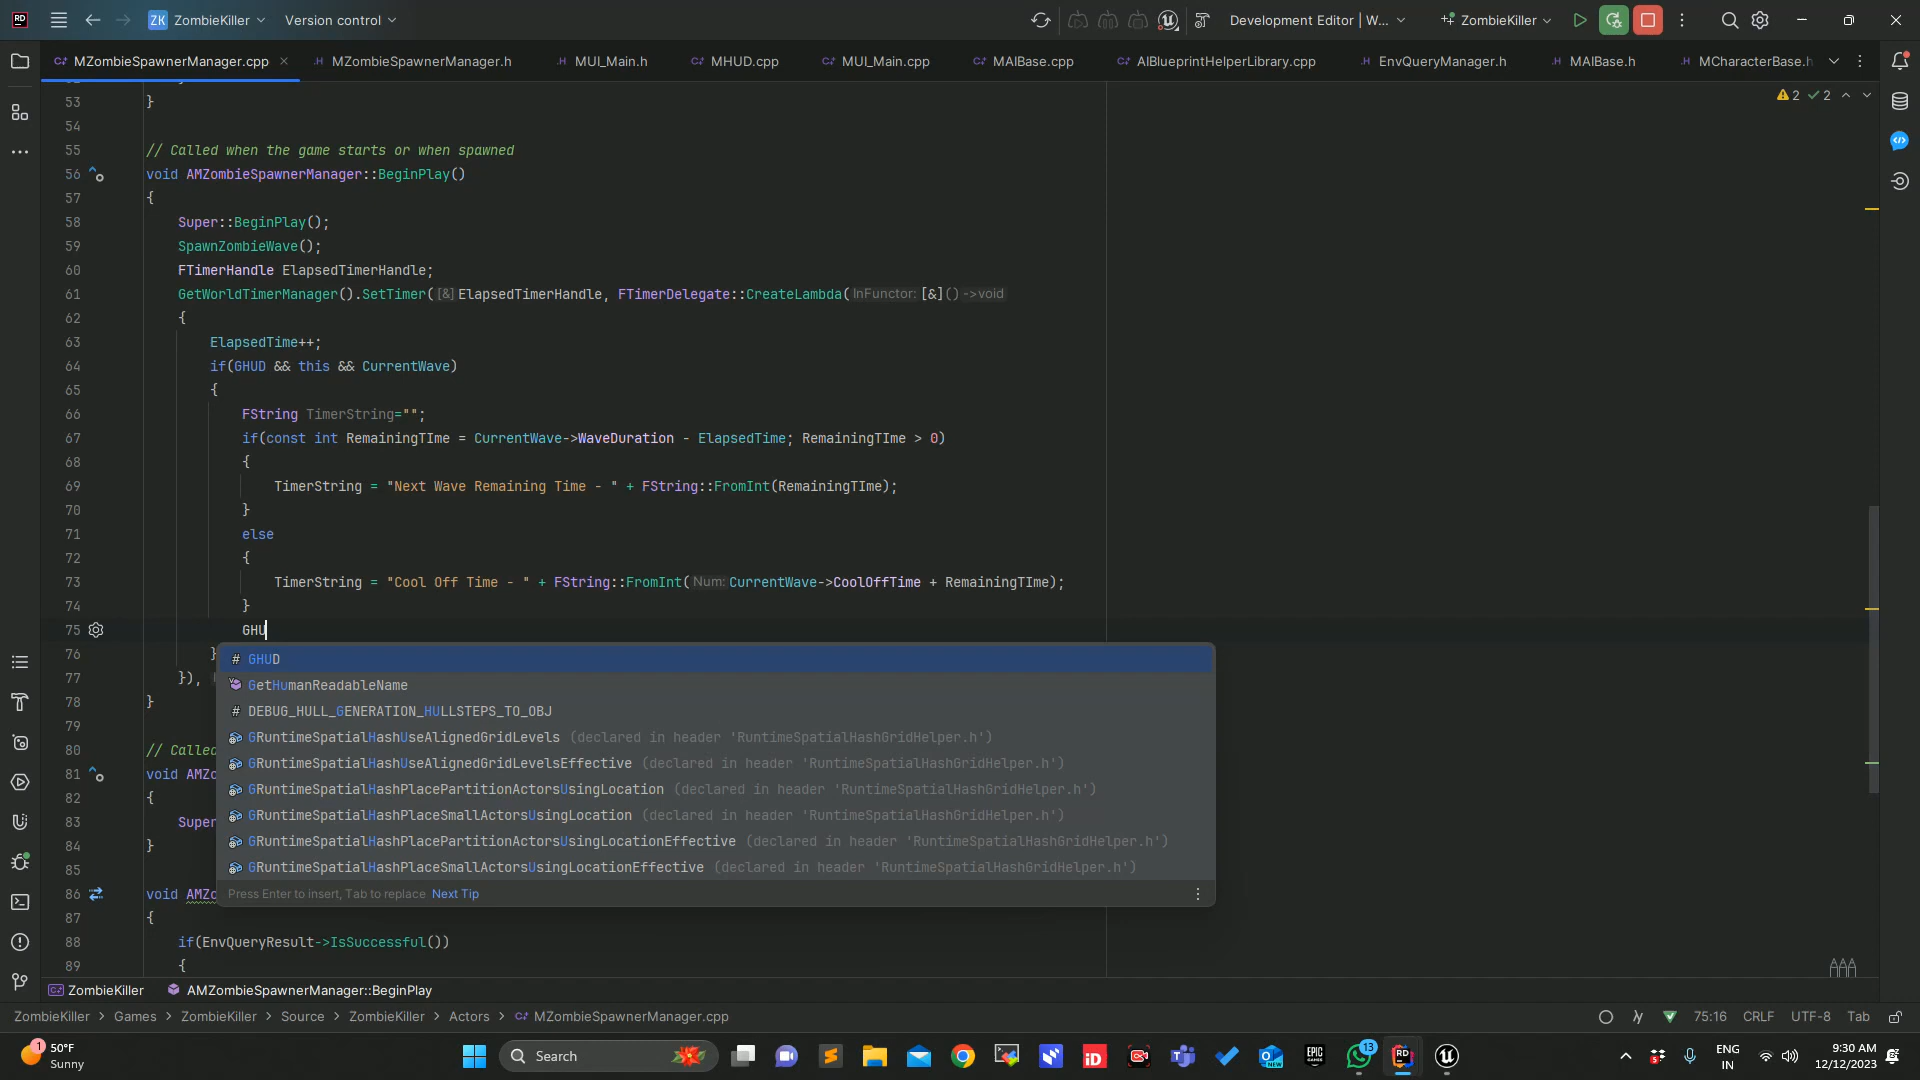 ZK ZombieKiller Version control Development Editor | W... ZombieKiller
MZombieSpawnerManager.cpp MZombieSpawnerManager.h MUI_Main.h MHUD.cpp MUI_Main.cpp MAIBase.cpp AIBlueprintHelperLibrary.cpp EnvQueryManager.h MAIBase.h MCharacterBase.h
2 2
53 }
54
55 // Called when the game starts or when spawned
56 void AMZombieSpawnerManager::BeginPlay()
57 {
58 Super::BeginPlay();
59 SpawnZombieWave();
60 FTimerHandle ElapsedTimerHandle;
61 GetWorldTimerManager().SetTimer([&]ElapsedTimerHandle, FTimerDelegate::CreateLambda(InFunctor:[&]()->void
62 {
63 ElapsedTime++;
64 if(GHUD && this && CurrentWave)
65 {
66 FString TimerString="";
67 if(const int RemainingTIme = CurrentWave->WaveDuration - ElapsedTime; RemainingTIme > 0)
68 {
69 TimerString = "Next Wave Remaining Time - " + FString::FromInt(RemainingTIme);
70 }
71 else
72 {
73 TimerString = "Cool Off Time - " + FString::FromInt(Num:CurrentWave->CoolOffTime + RemainingTIme);
74 }
75 GHU
76 }
77 }),
78 }
79
80 // Called
81 void AMZo
82 {
83 Super
84 }
85
86 void AMZo
87 {
88 if(EnvQueryResult->IsSuccessful())
89 {
# GHUD
GetHumanReadableName
# DEBUG_HULL_GENERATION_HULLSTEPS_TO_OBJ
GRuntimeSpatialHashUseAlignedGridLevels (declared in header 'RuntimeSpatialHashGridHelper.h')
GRuntimeSpatialHashUseAlignedGridLevelsEffective (declared in header 'RuntimeSpatialHashGridHelper.h')
GRuntimeSpatialHashPlacePartitionActorsUsingLocation (declared in header 'RuntimeSpatialHashGridHelper.h')
GRuntimeSpatialHashPlaceSmallActorsUsingLocation (declared in header 'RuntimeSpatialHashGridHelper.h')
GRuntimeSpatialHashPlacePartitionActorsUsingLocationEffective (declared in header 'RuntimeSpatialHashGridHelper.h')
GRuntimeSpatialHashPlaceSmallActorsUsingLocationEffective (declared in header 'RuntimeSpatialHashGridHelper.h')
Press Enter to insert, Tab to replace Next Tip
ZombieKiller AMZombieSpawnerManager::BeginPlay
ZombieKiller > Games > ZombieKiller > Source > ZombieKiller > Actors > MZombieSpawnerManager.cpp 75:16 CRLF UTF-8 Tab
1 50°F
Sunny
Search
13
ENG
IN
9:30 AM
12/12/2023